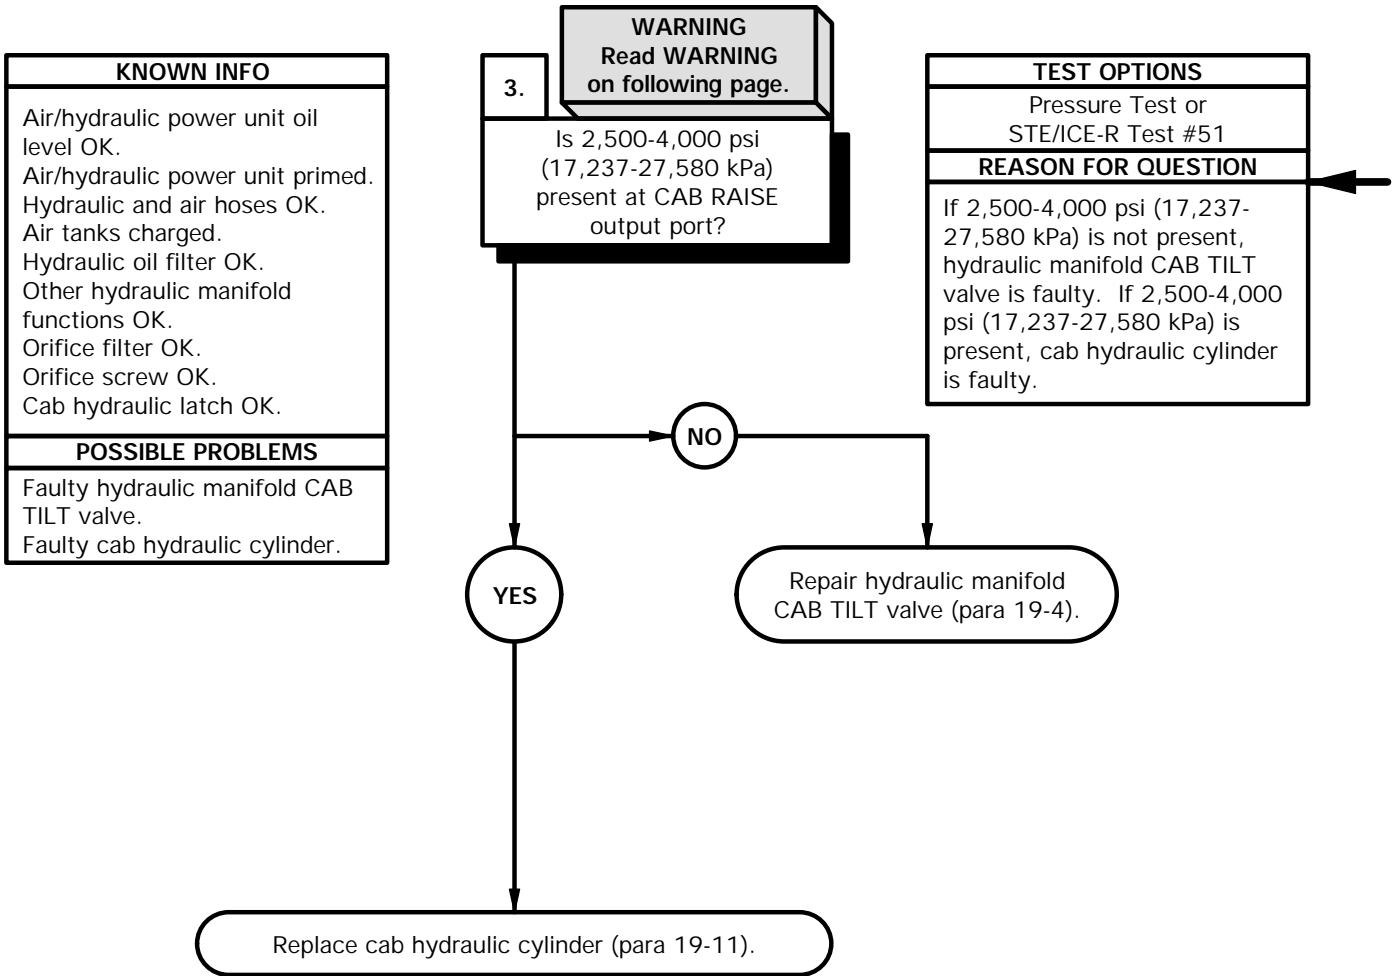 KNOWN INFO
Air/hydraulic power unit oil
level OK.
Air/hydraulic power unit primed.
Hydraulic and air hoses OK.
Air tanks charged.
Hydraulic oil filter OK.
Other hydraulic manifold
functions OK.
Orifice filter OK.
Orifice screw OK.
Cab hydraulic latch OK.
POSSIBLE PROBLEMS
Faulty hydraulic manifold CAB
TILT valve.
Faulty cab hydraulic cylinder.
WARNING
Read WARNING
on following page.
3.
Is 2,500-4,000 psi
(17,237-27,580 kPa)
present at CAB RAISE
output port?
TEST OPTIONS
Pressure Test or
STE/ICE-R Test #51
REASON FOR QUESTION
If 2,500-4,000 psi (17,237-
27,580 kPa) is not present,
hydraulic manifold CAB TILT
valve is faulty.  If 2,500-4,000
psi (17,237-27,580 kPa) is
present, cab hydraulic cylinder
is faulty.
NO
YES
Repair hydraulic manifold
CAB TILT valve (para 19-4).
Replace cab hydraulic cylinder (para 19-11).